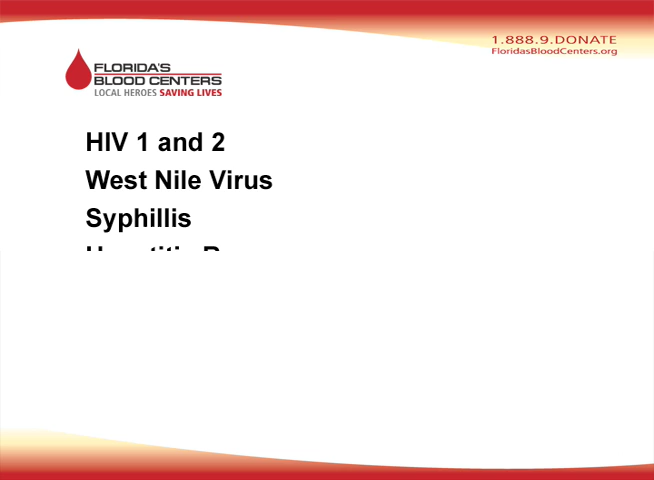 1.888.9.DONATE
FloridasBloodCenters.org
FLORIDA'S
BLOOD CENTERS
LOCAL HEROES SAVING LIVES
HIV 1 and 2
West Nile Virus
Syphillis